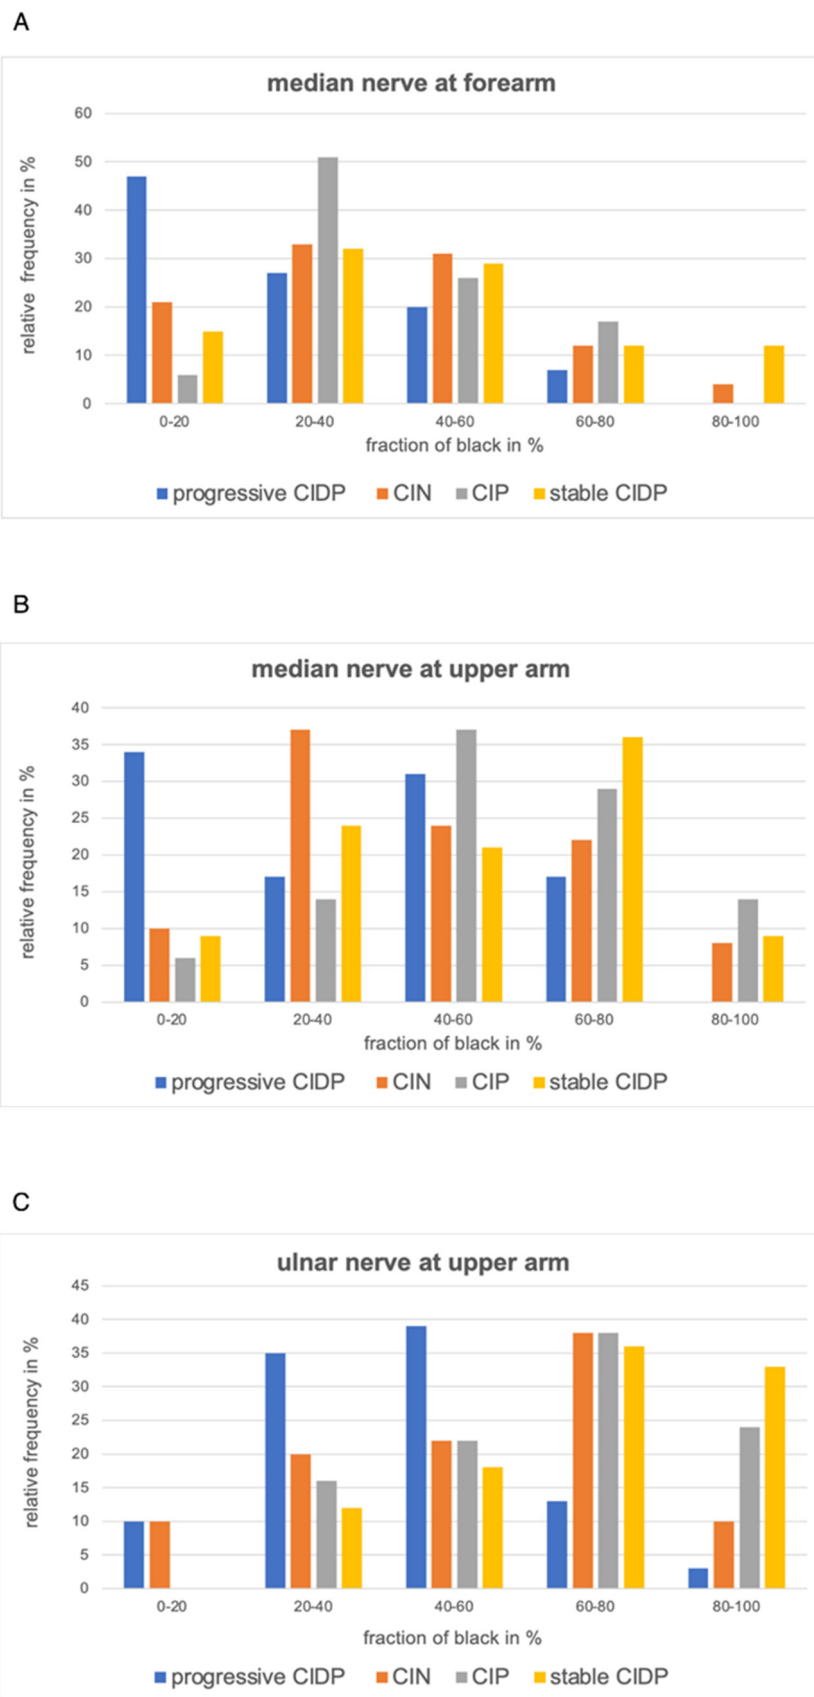 A
median nerve at forearm
relative frequency in %
60
50
40
30
20
10
0
0-20 20-40 40-60 60-80 80-100
fraction of black in %
progressive CIDP CIN CIP stable CIDP
B
median nerve at upper arm
relative frequency in %
40
35
30
25
20
15
10
5
0
0-20 20-40 40-60 60-80 80-100
fraction of black in %
progressive CIDP CIN CIP stable CIDP
C
ulnar nerve at upper arm
relative frequency in %
45
40
35
30
25
20
15
10
5
0
0-20 20-40 40-60 60-80 80-100
fraction of black in %
progressive CIDP CIN CIP stable CIDP